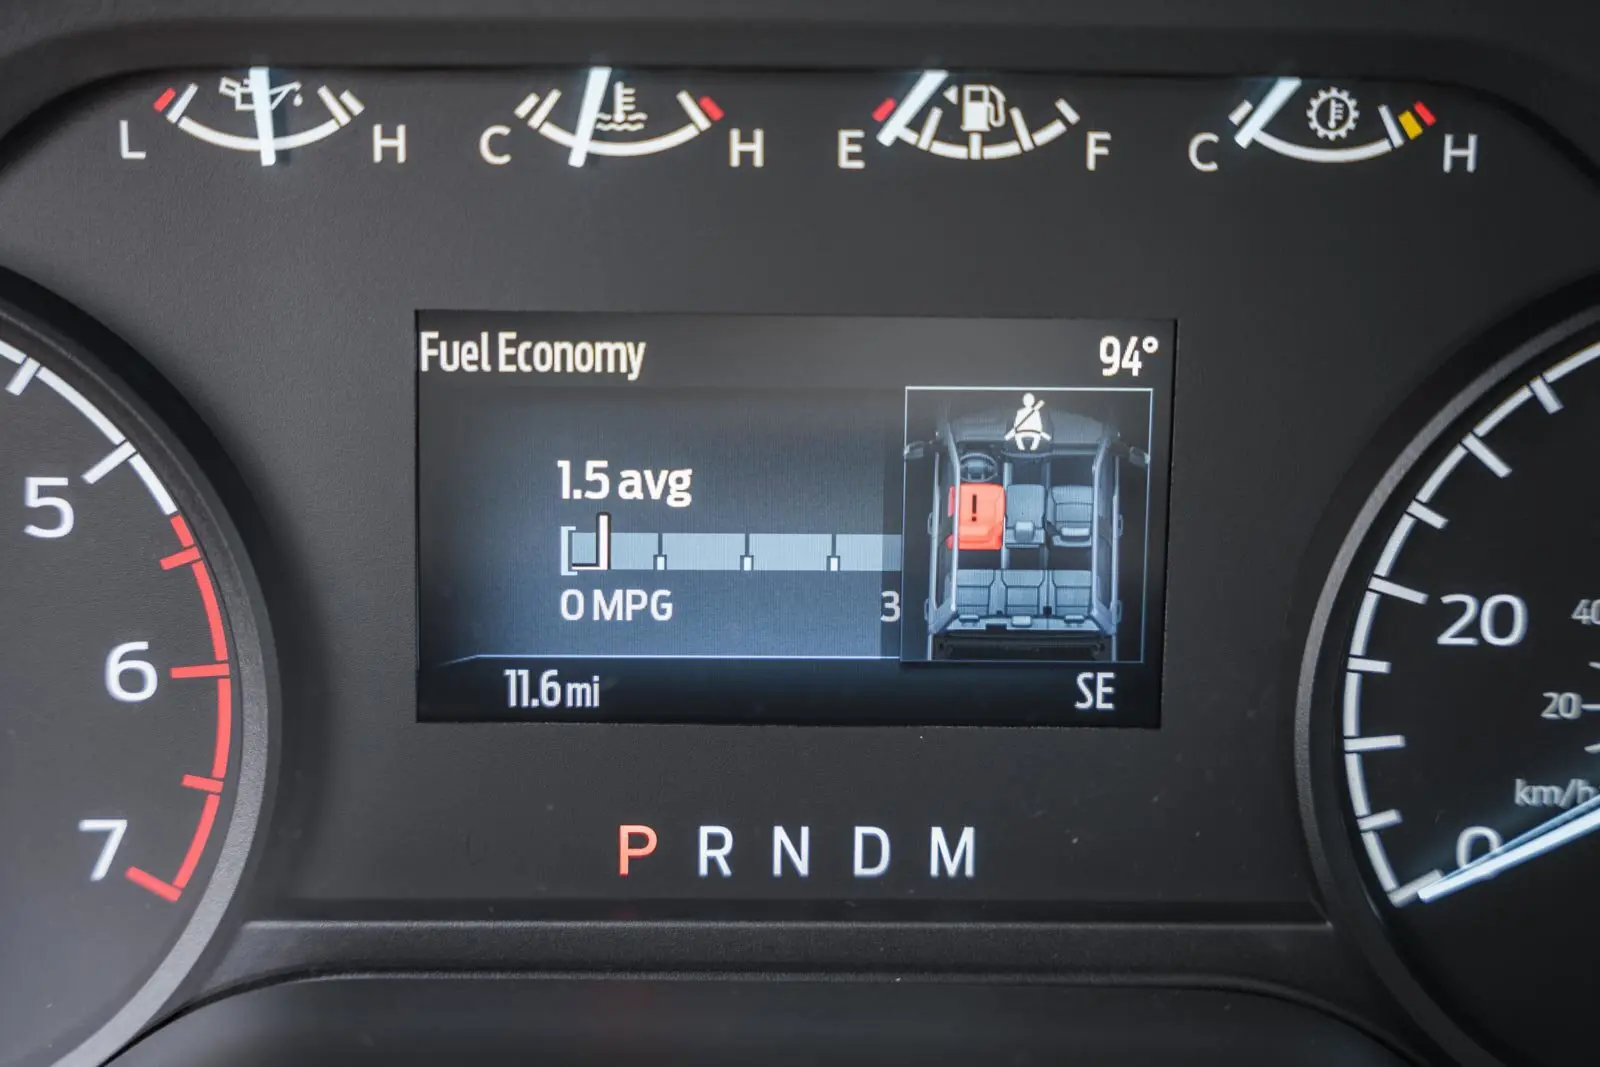 L H C H E F C H
Fuel Economy 94°
1.5 avg
!
0 MPG 3
11.6 mi SE
5
6
7
P R N D M
20
40
20
km/h
0